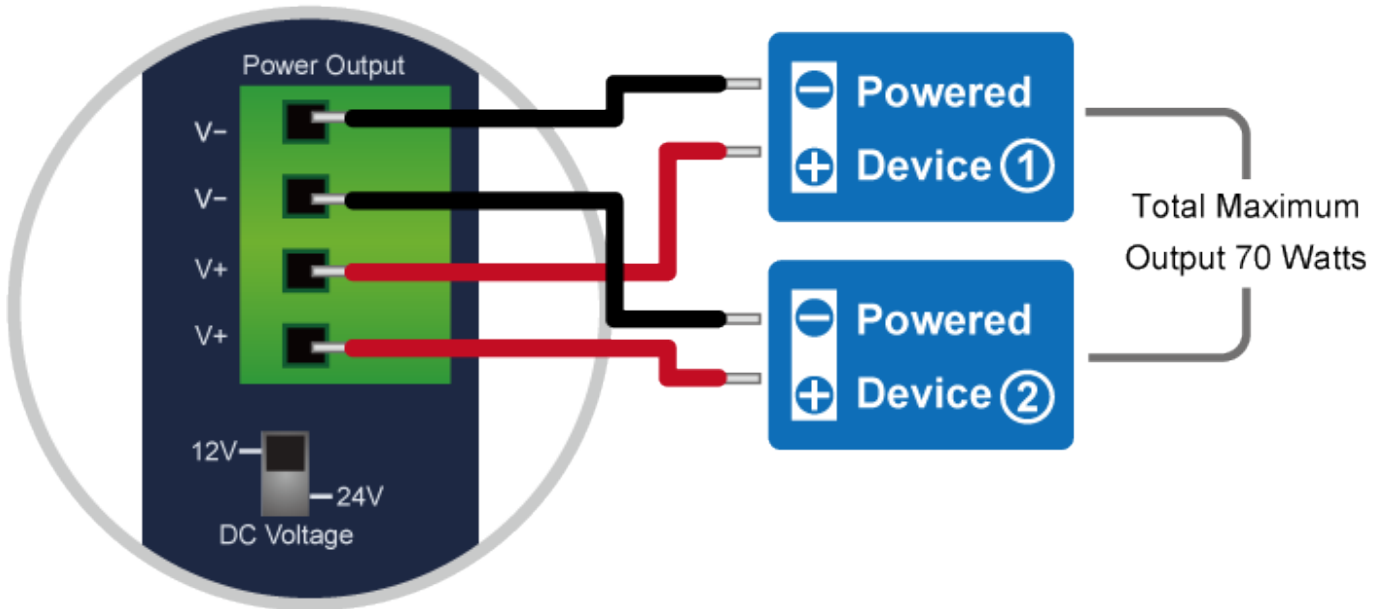 Power Output
V−
V−
V+
V+
12V
24V
DC Voltage
− Powered
+ Device ①
− Powered
+ Device ②
Total Maximum
Output 70 Watts